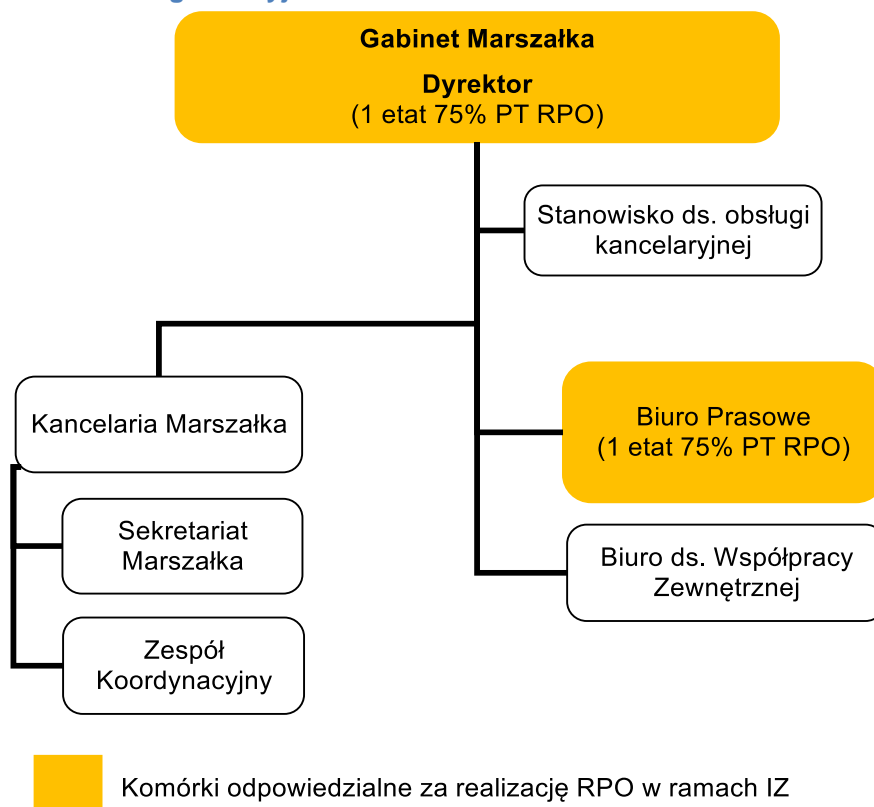 Gabinet Marszałka
Dyrektor
(1 etat 75% PT RPO)
Stanowisko ds. obsługi
kancelaryjnej
Kancelaria Marszałka
Biuro Prasowe
(1 etat 75% PT RPO)
Sekretariat
Marszałka
Biuro ds. Współpracy
Zewnętrznej
Zespół
Koordynacyjny
Komórki odpowiedzialne za realizację RPO w ramach IZ